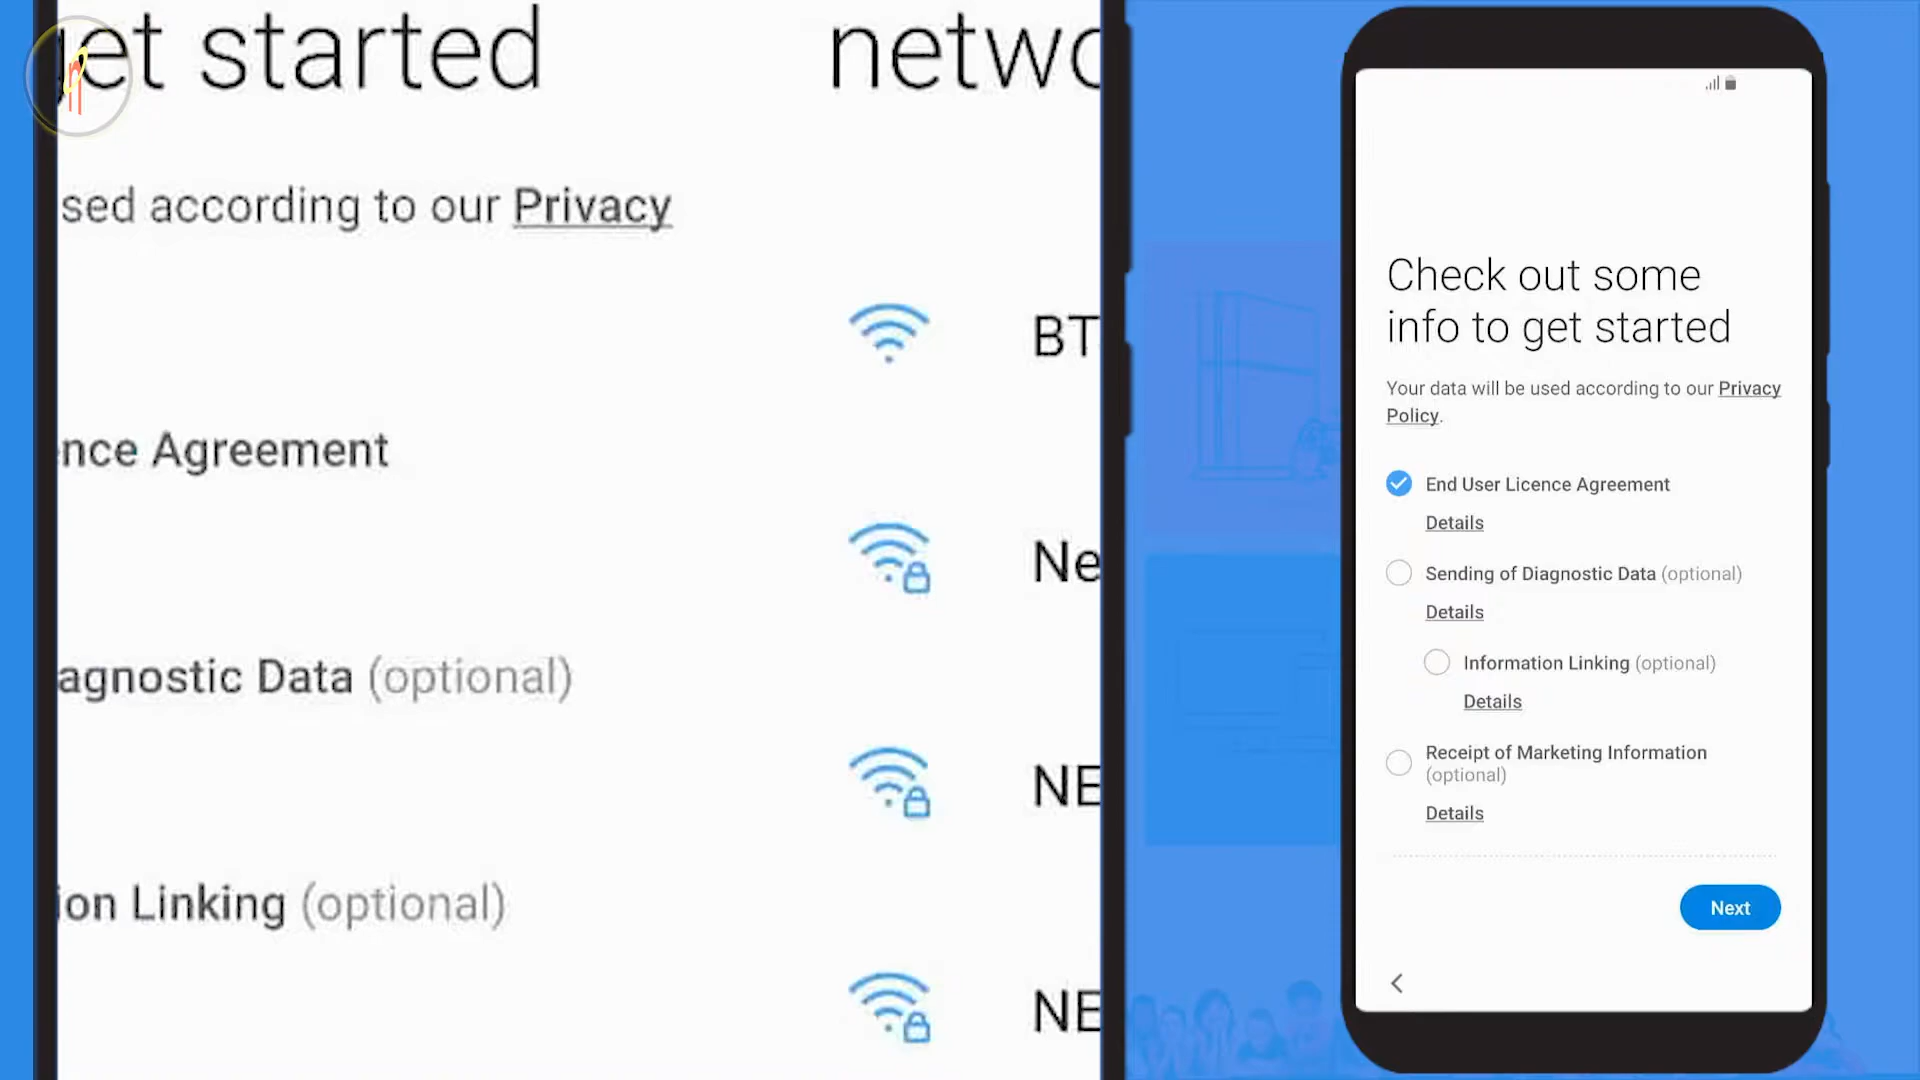 get started
sed according to our Privacy
nce Agreement
agnostic Data (optional)
ion Linking (optional)
netwo
BT
Ne
NE
NE
Check out some
info to get started
Your data will be used according to our Privacy
Policy.
End User Licence Agreement
Details
Sending of Diagnostic Data (optional)
Details
Information Linking (optional)
Details
Receipt of Marketing Information
(optional)
Details
Next